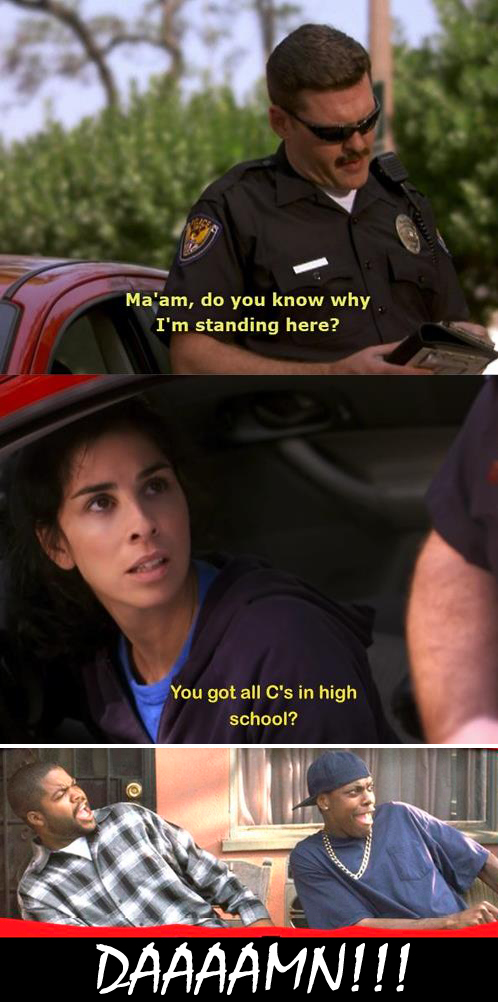 Ma'am, do you know why
I'm standing here?
You got all C's in high
school?
DAAAAMN!!!